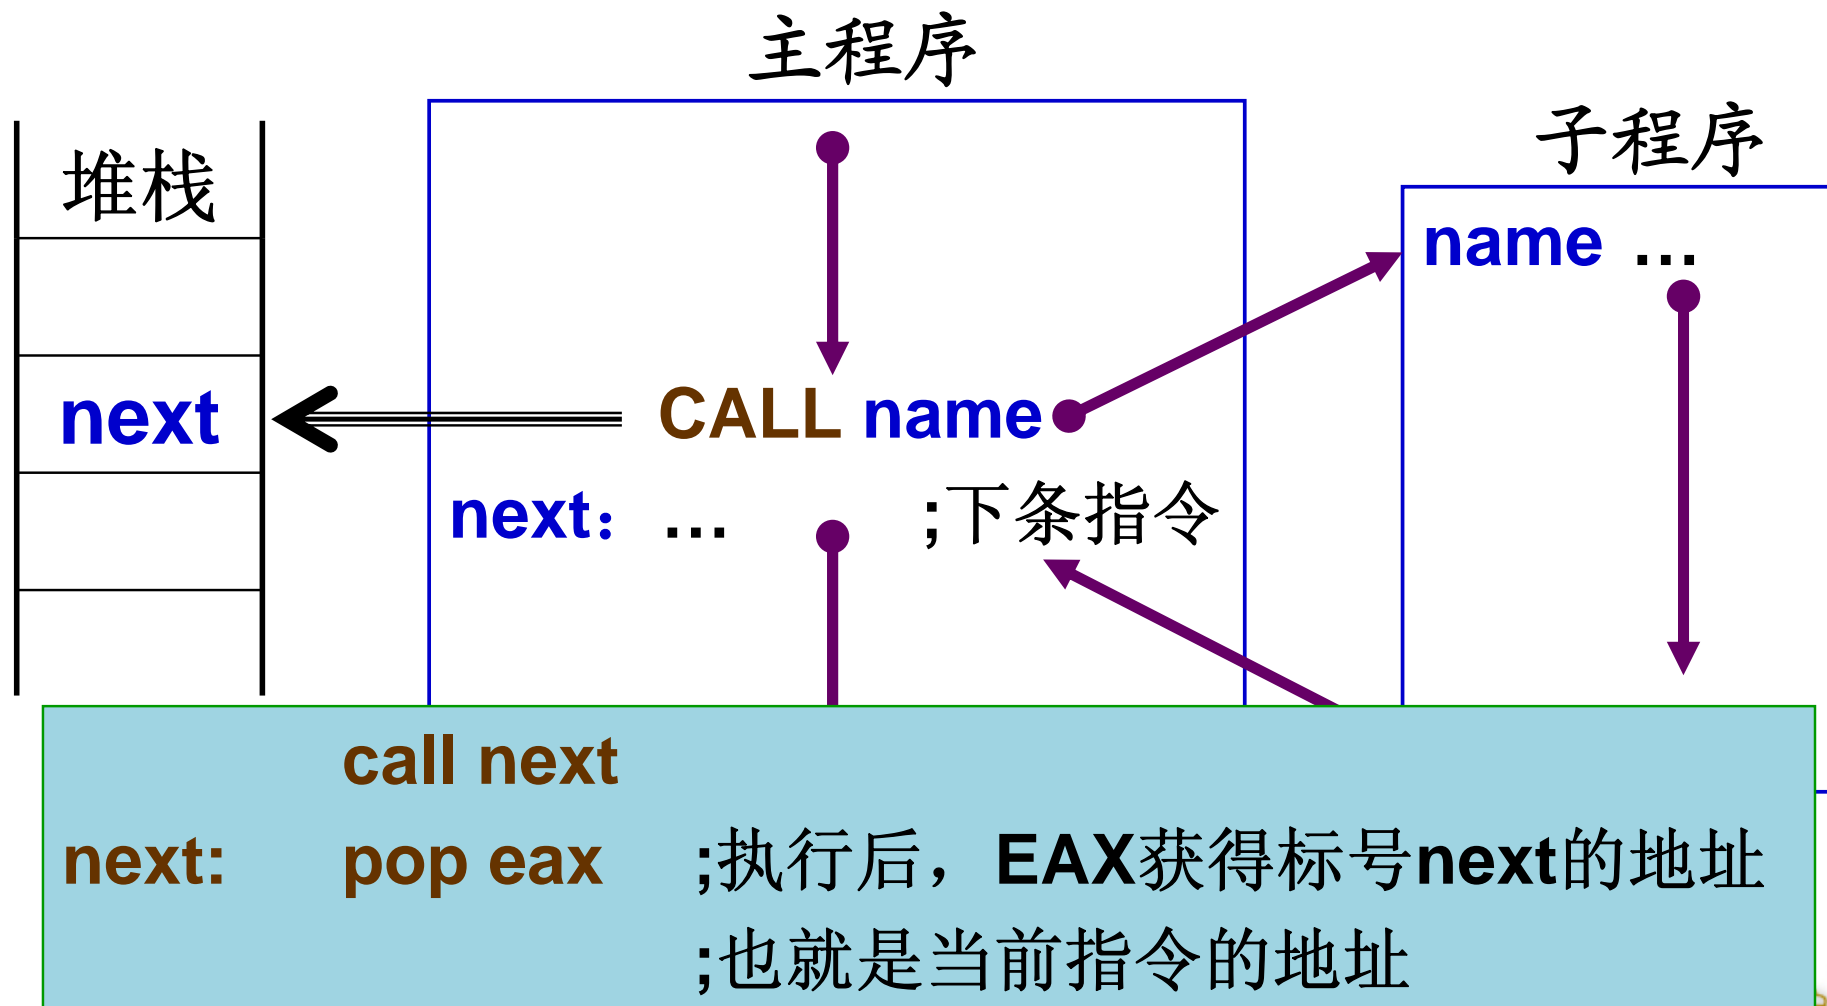 主程序
子程序
堆栈
name …
next
CALL name
next： … ;下条指令
call next
next: pop eax ;执行后，EAX获得标号next的地址
;也就是当前指令的地址